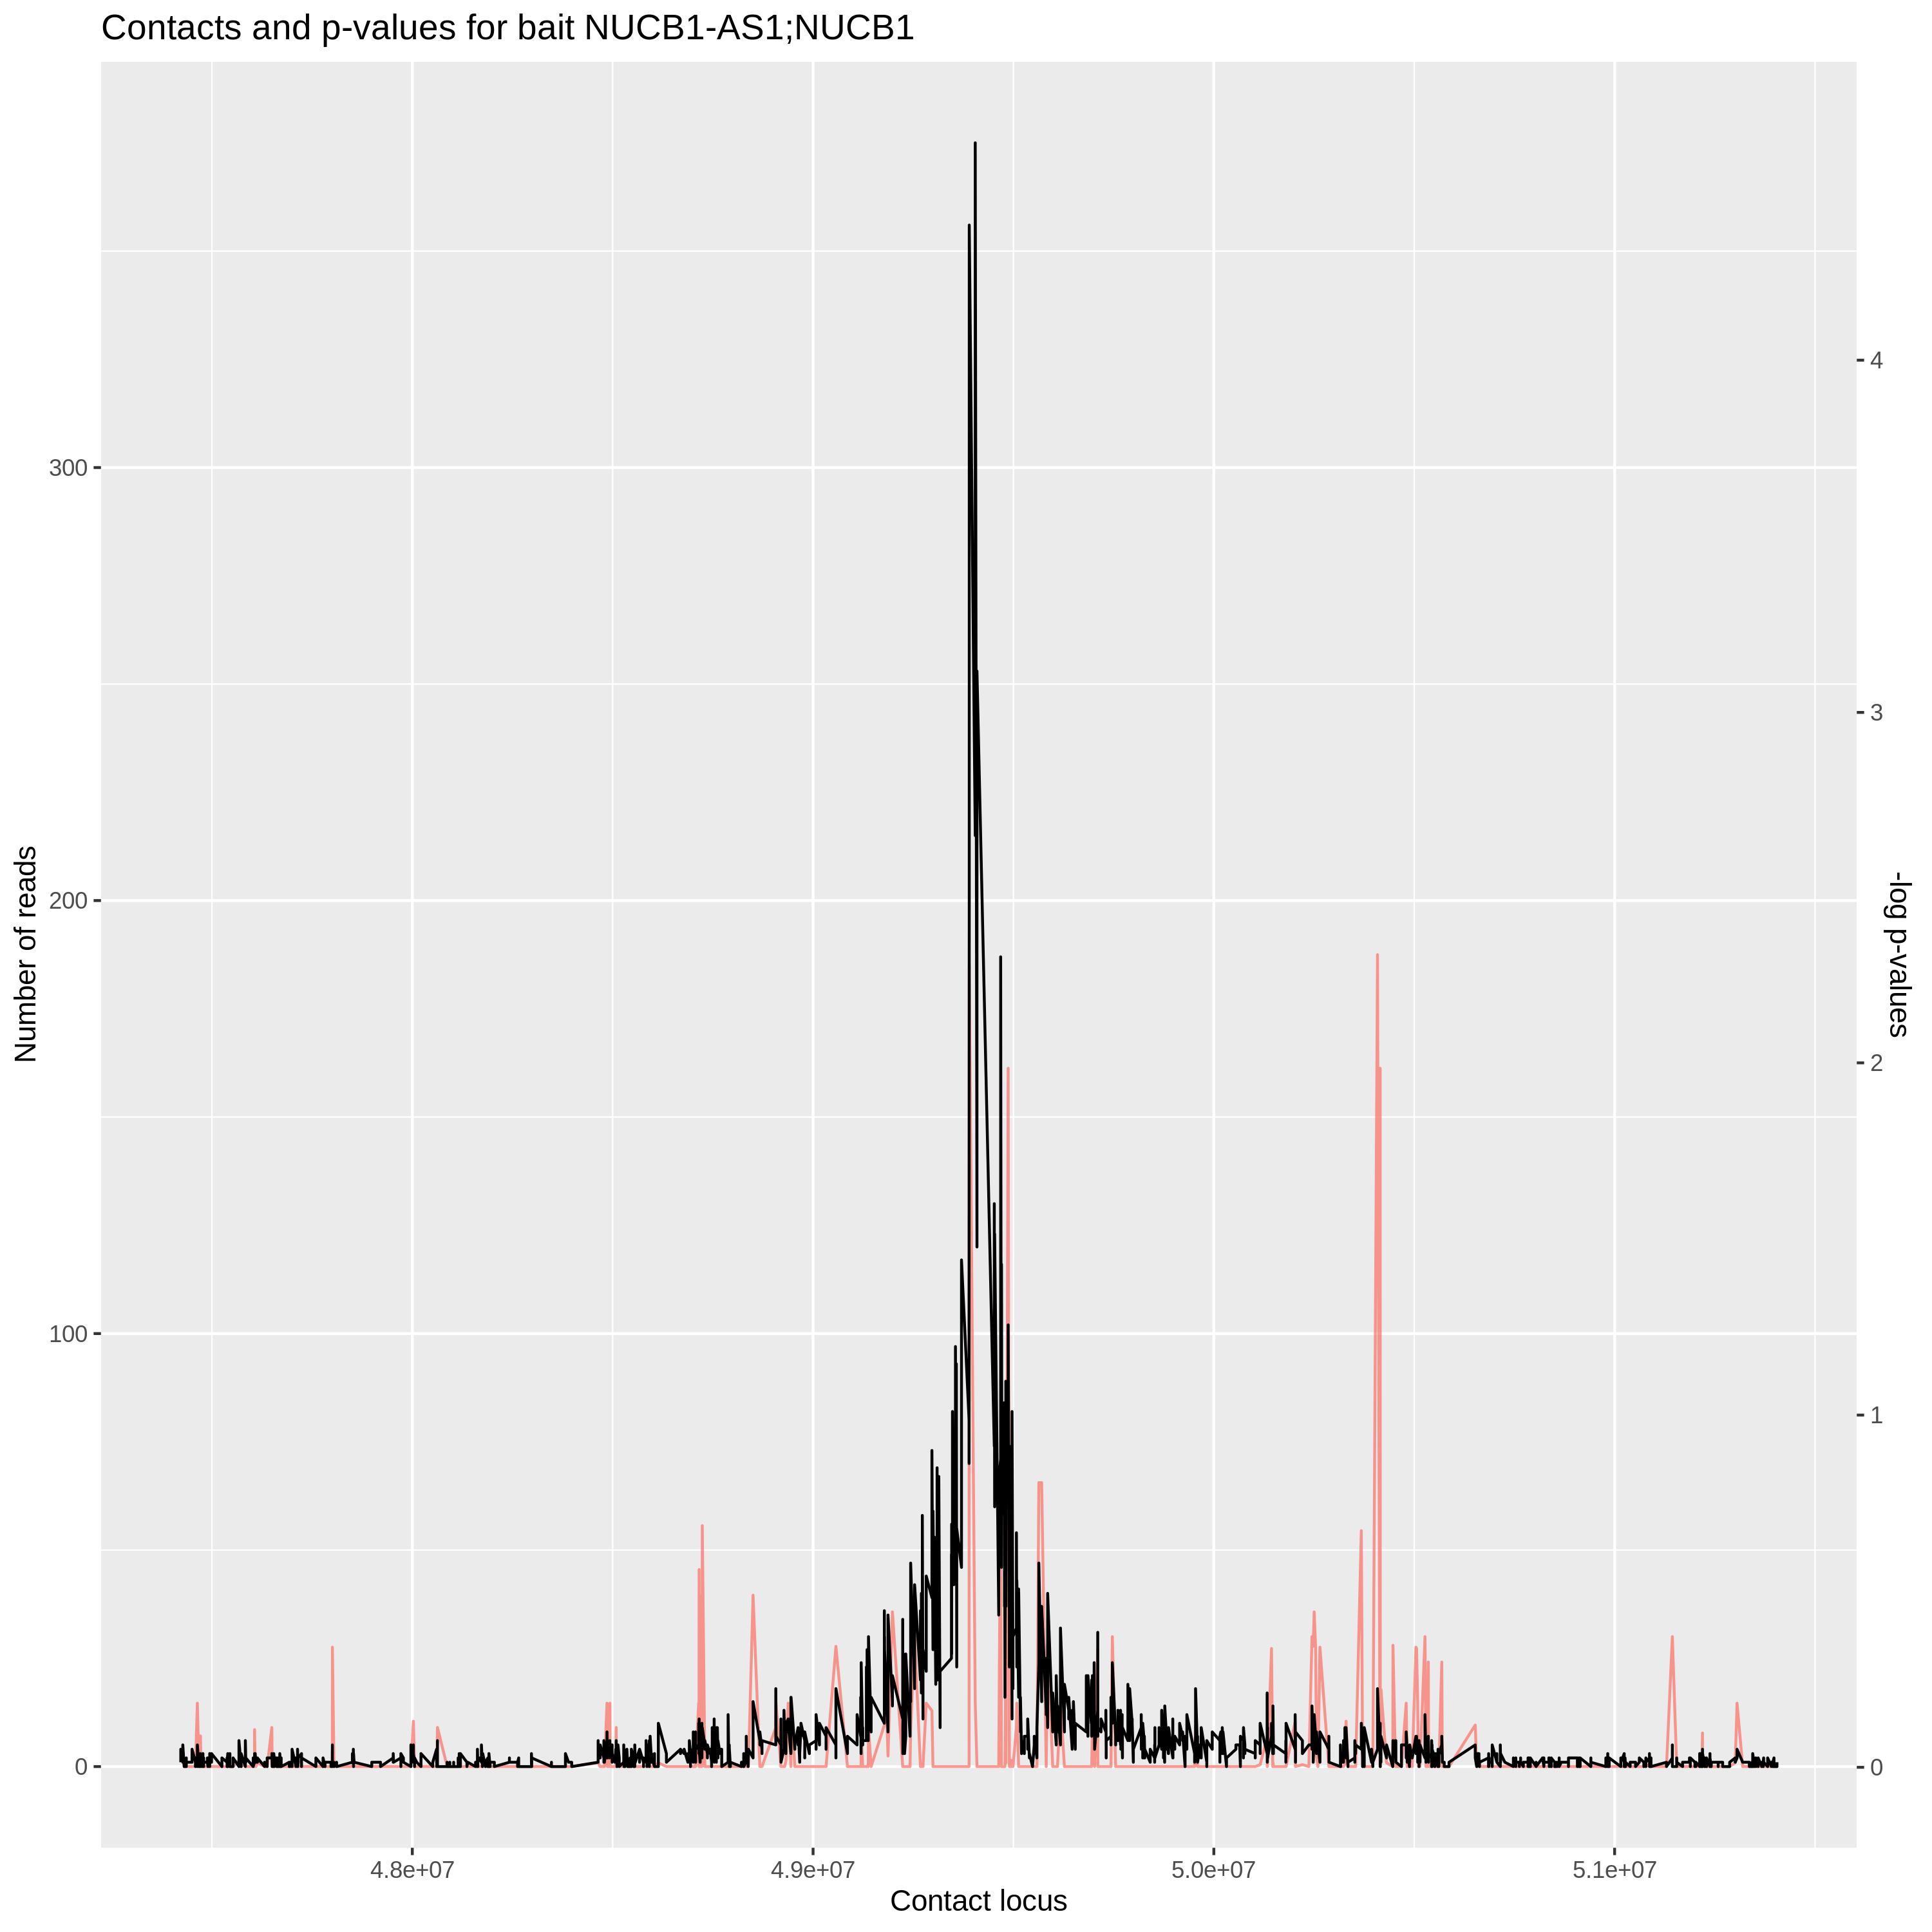 Contacts and p-values for bait NUCB1-AS1;NUCB1
Number of reads
300
200
100
0
4
3
2
1
0
-log p-values
4.8e+07
4.9e+07
5.0e+07
5.1e+07
Contact locus